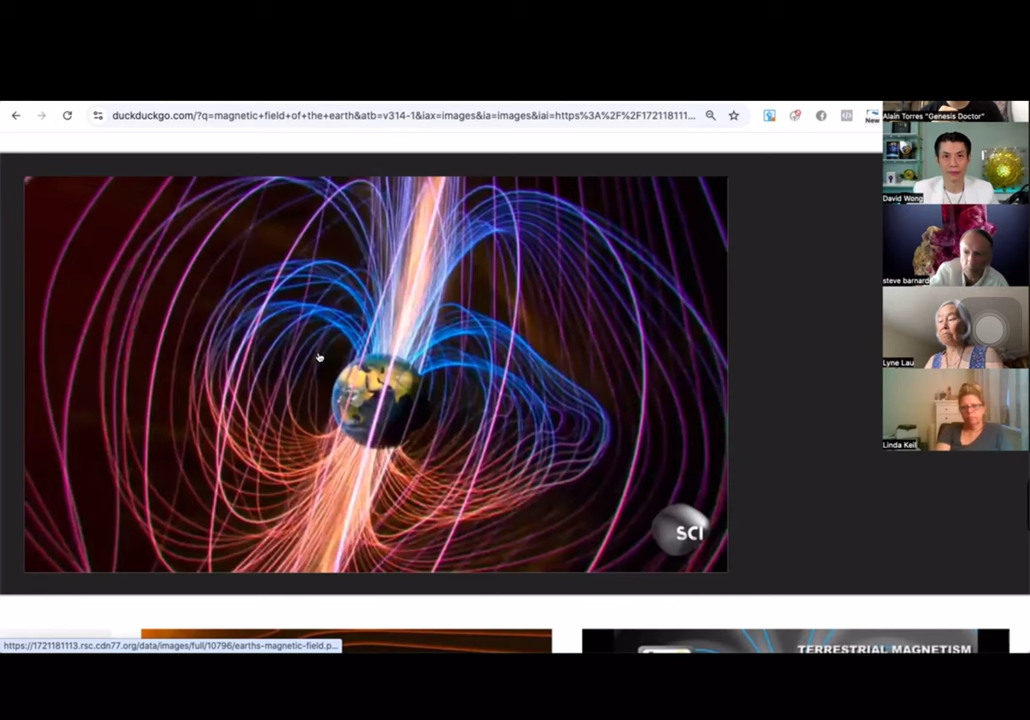 duckduckgo.com/?q=magnetic+field+of+the+earth&atb=v314-1&iax=images&ia=images&iai=https%3A%2F%2F172118111...
New
Alain Torres "Genesis Doctor"
David Wong
steve barnard
Lyne Lau
Linda Keil
SCI
https://1721181113.rsc.cdn77.org/data/images/full/10796/earths-magnetic-field.p...
TERRESTRIAL MAGNETISM